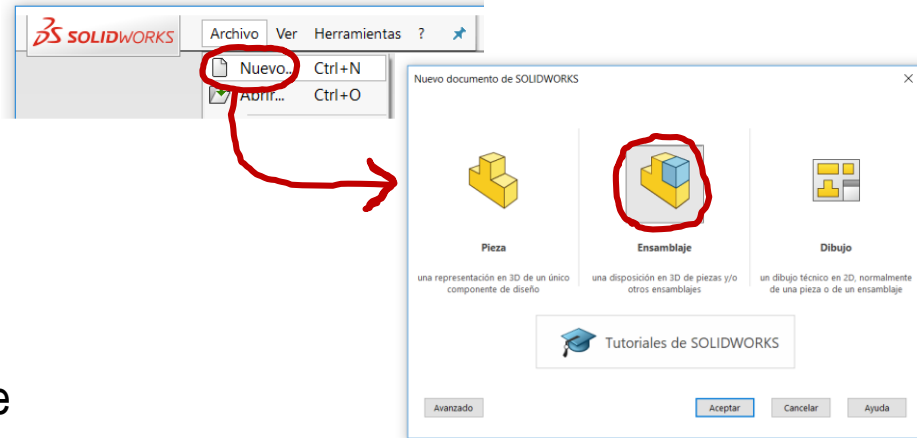 3S SOLIDWORKS Archivo Ver Herramientas ?
Nuevo... Ctrl+N
Abrir... Ctrl+O
Nuevo documento de SOLIDWORKS
Pieza
una representación en 3D de un único
componente de diseño
Ensamblaje
una disposición en 3D de piezas y/o
otros ensamblajes
Dibujo
un dibujo técnico en 2D, normalmente
de una pieza o de un ensamblaje
Tutoriales de SOLIDWORKS
Avanzado Aceptar Cancelar Ayuda
e